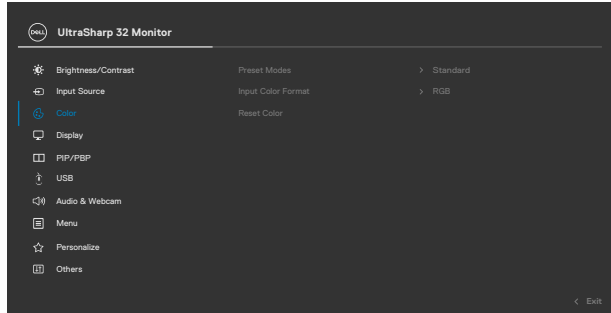 DELL UltraSharp 32 Monitor
Brightness/Contrast Preset Modes > Standard
Input Source Input Color Format > RGB
Color Reset Color
Display
PIP/PBP
USB
Audio & Webcam
Menu
Personalize
Others
< Exit